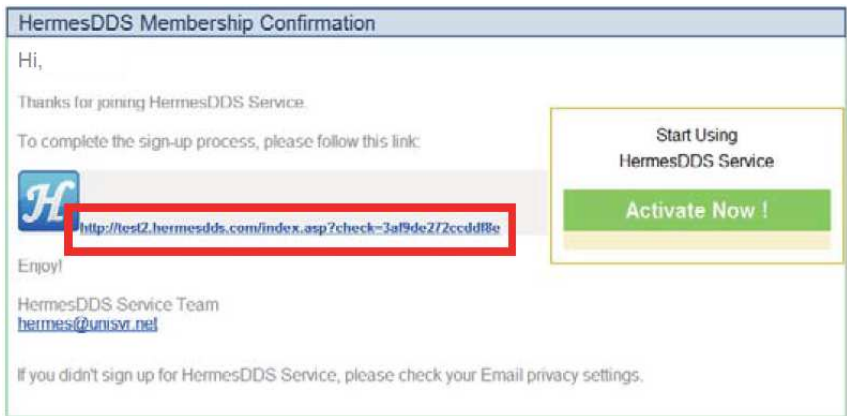 HermesDDS Membership Confirmation
Hi,
Thanks for joining HermesDDS Service.
To complete the sign-up process, please follow this link:
Start Using
HermesDDS Service
Activate Now !
H
http://test2.hermesdds.com/index.asp?check=3af9de272ccddf8e
Enjoy!
HermesDDS Service Team
hermes@unisvr.net
If you didn't sign up for HermesDDS Service, please check your Email privacy settings.